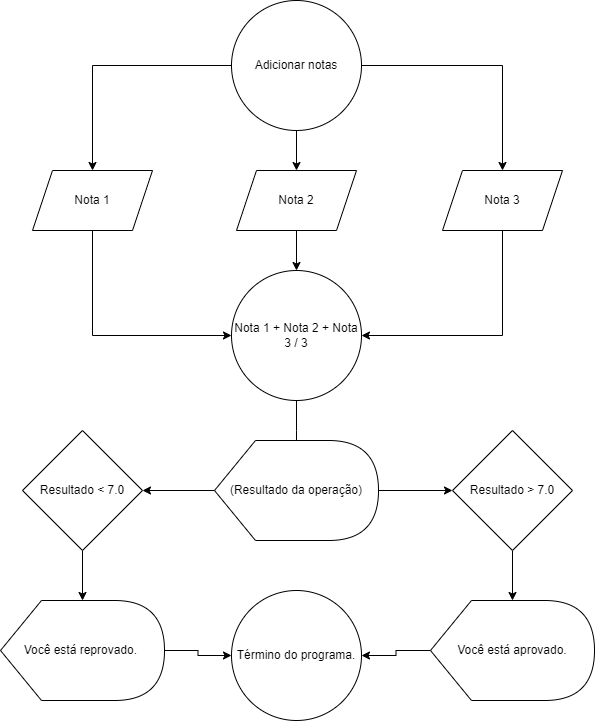 Adicionar notas
Nota 1
Nota 2
Nota 3
Nota 1 + Nota 2 + Nota
3 / 3
Resultado < 7.0
(Resultado da operação)
Resultado > 7.0
Você está reprovado.
Término do programa.
Você está aprovado.